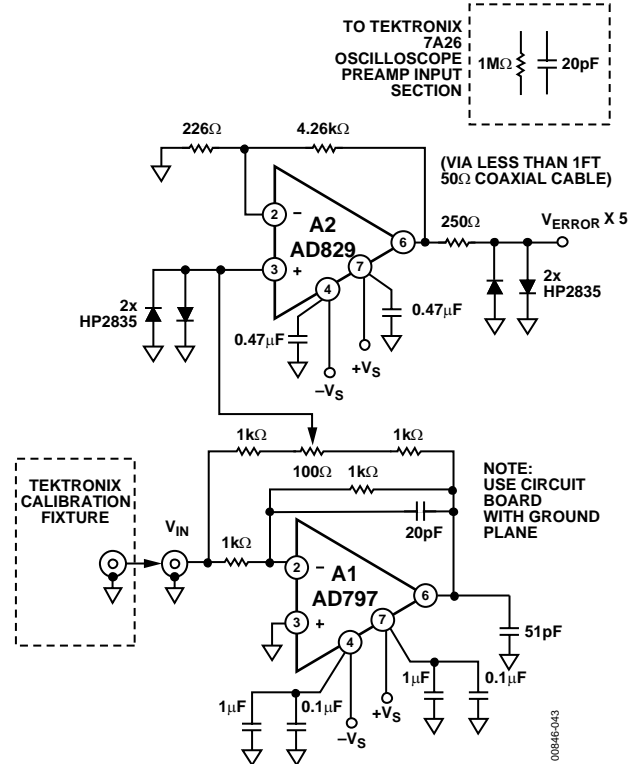 TO TEKTRONIX
7A26
OSCILLOSCOPE
PREAMP INPUT
SECTION
1MΩ
20pF
226Ω
4.26kΩ
(VIA LESS THAN 1FT
50Ω COAXIAL CABLE)
2
–
A2
AD829
3
+
6
7
4
250Ω
VERROR X 5
2x
HP2835
2x
HP2835
0.47µF
0.47µF
–VS
+VS
1kΩ
100Ω
1kΩ
1kΩ
20pF
NOTE:
USE CIRCUIT
BOARD
WITH GROUND
PLANE
TEKTRONIX
CALIBRATION
FIXTURE
VIN
1kΩ
2
–
A1
AD797
3
+
6
7
4
51pF
1µF
0.1µF
1µF
0.1µF
–VS
+VS
00846-043